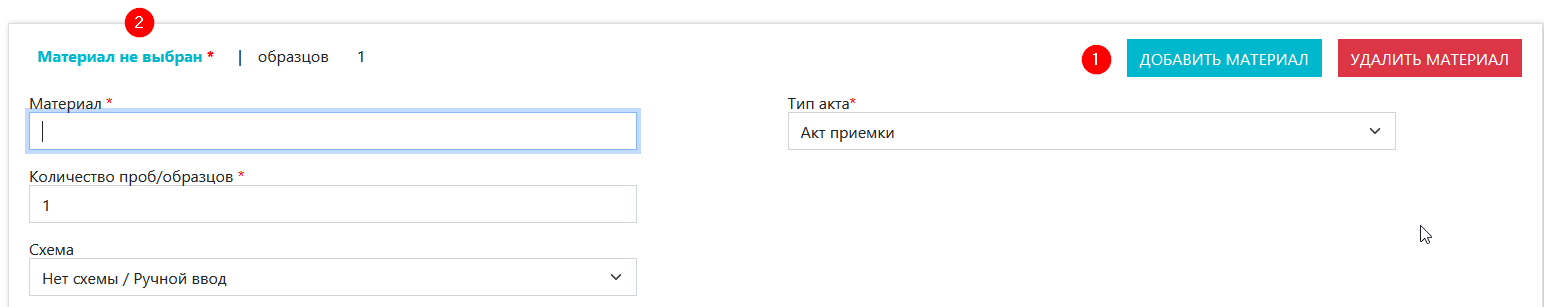 2
Материал не выбран * | образцов 1
1 ДОБАВИТЬ МАТЕРИАЛ УДАЛИТЬ МАТЕРИАЛ
Материал * Тип акта*
Акт приемки
Количество проб/образцов *
1
Схема
Нет схемы / Ручной ввод